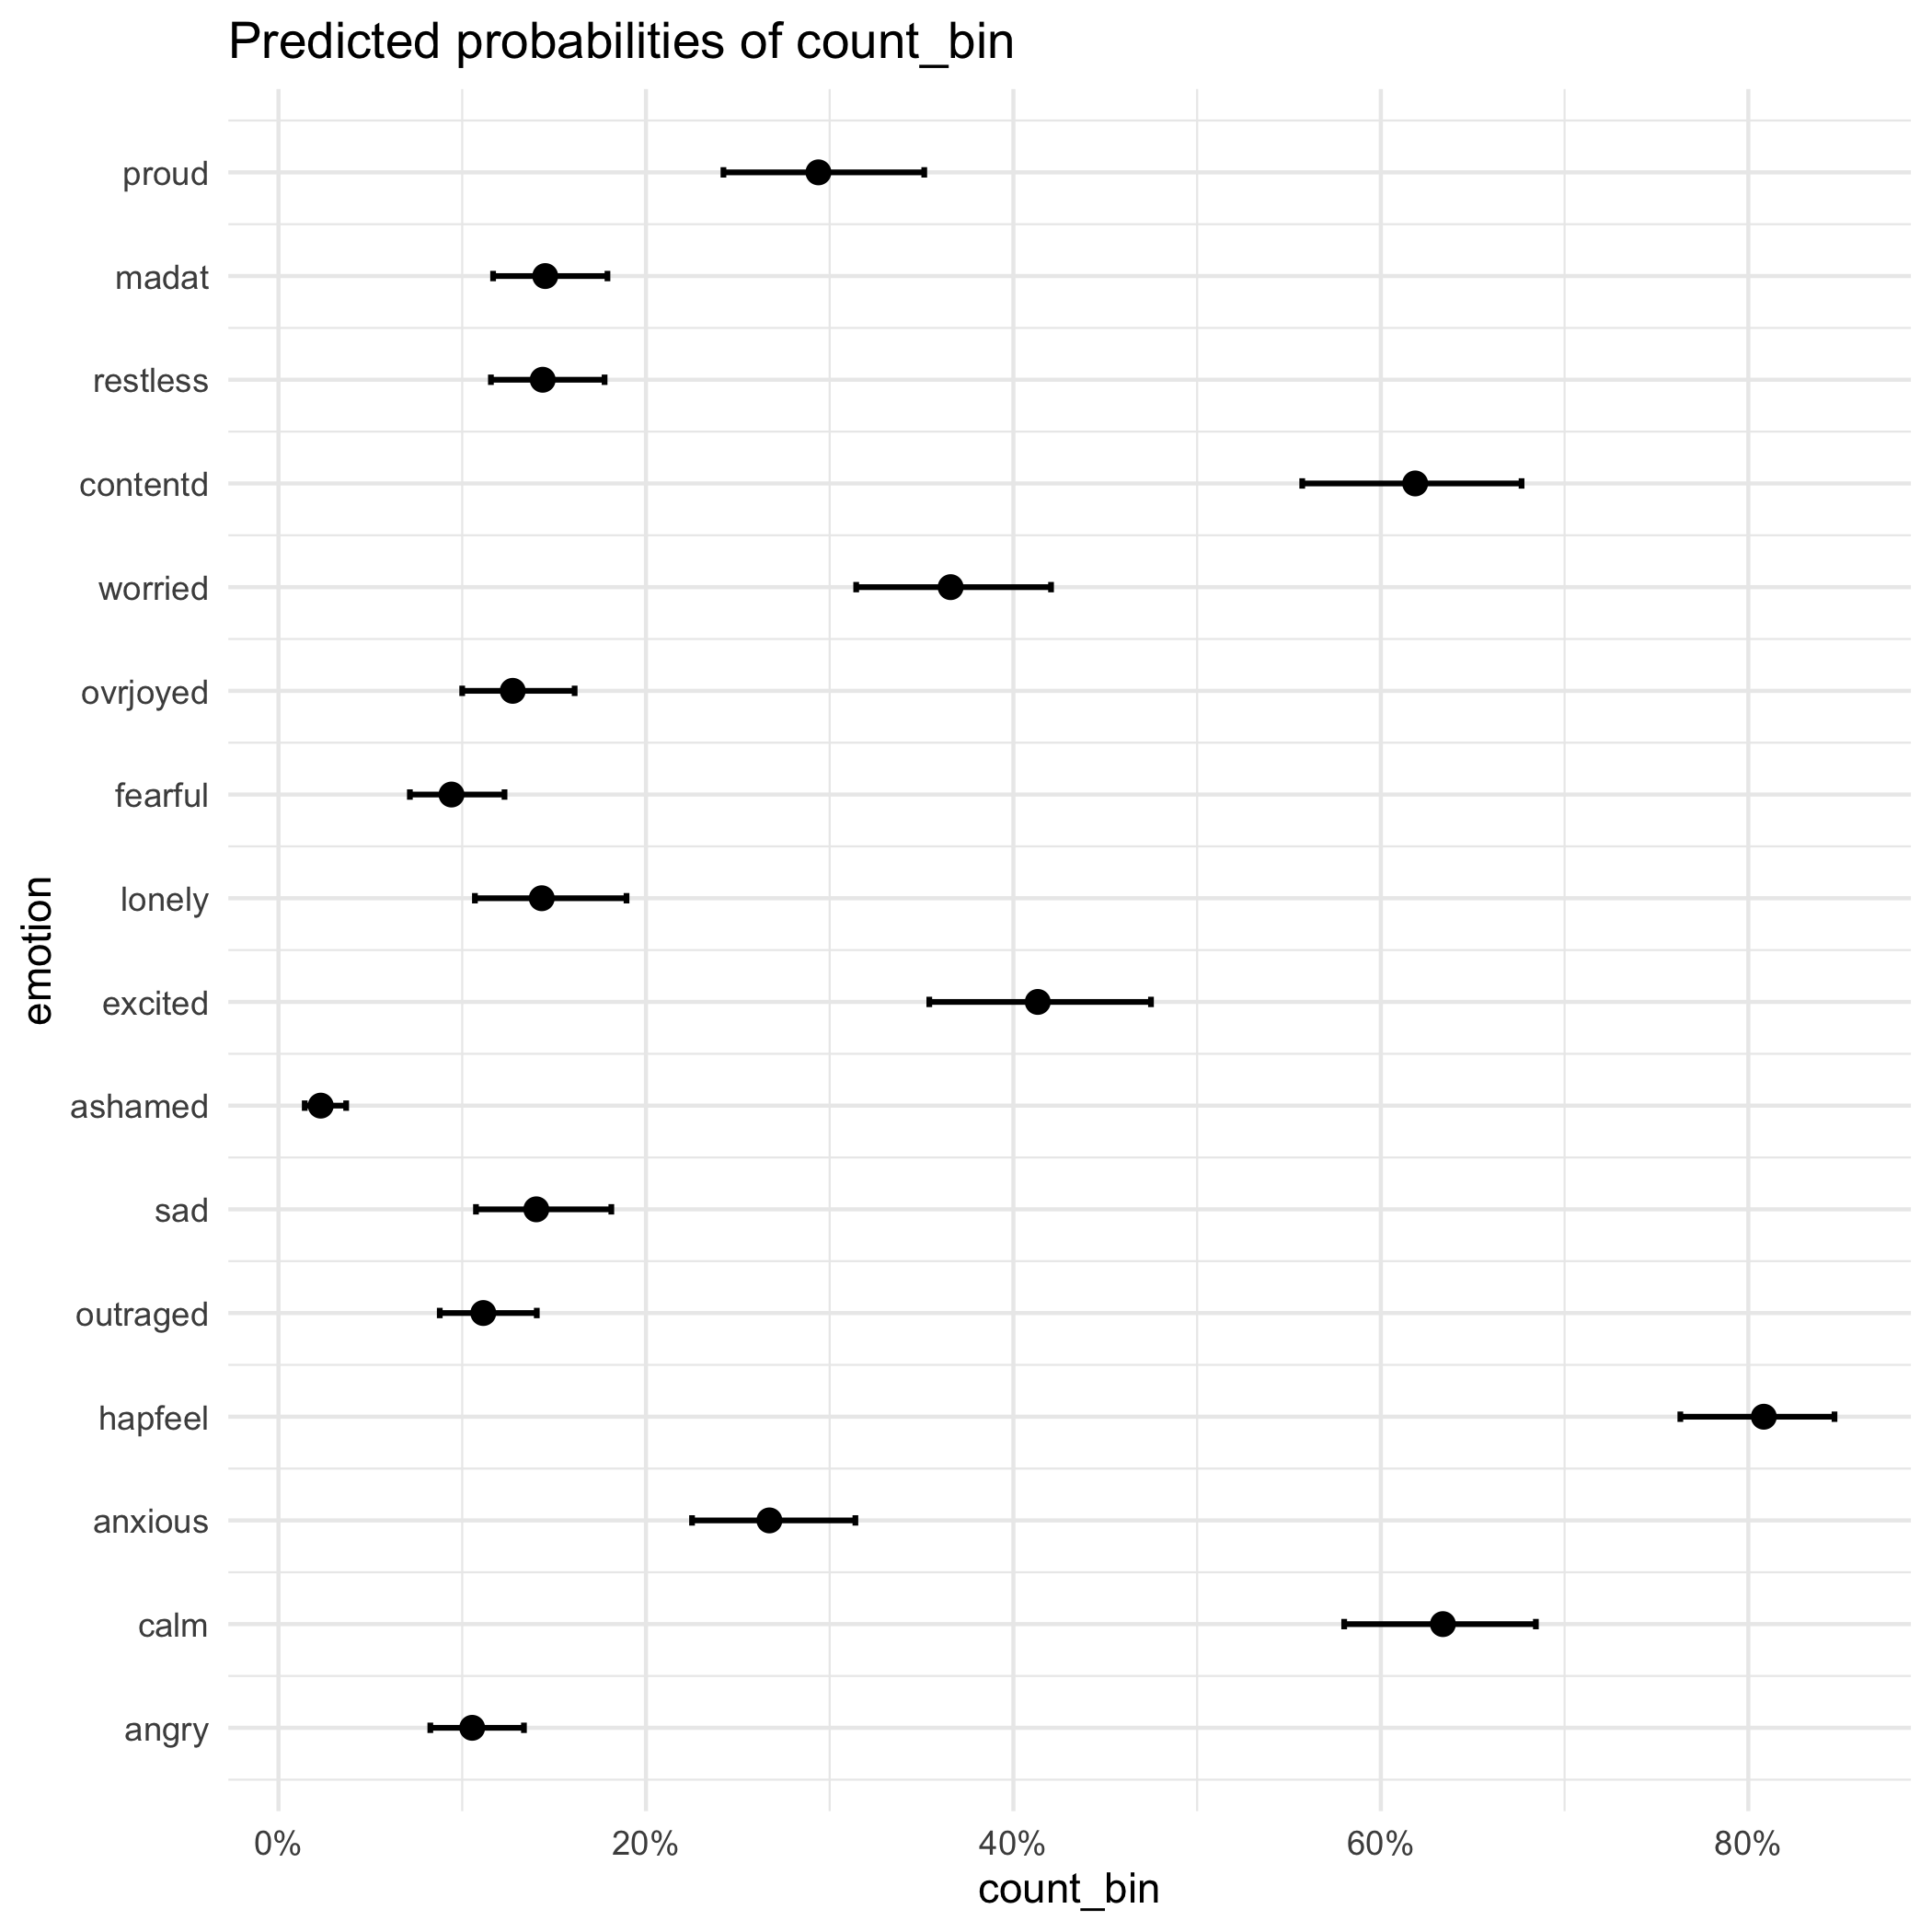 Predicted probabilities of count_bin
proud
madat
restless
contentd
worried
ovrjoyed
fearful
lonely
excited
ashamed
sad
outraged
hapfeel
anxious
calm
angry
emotion
0% 20% 40% 60% 80%
count_bin